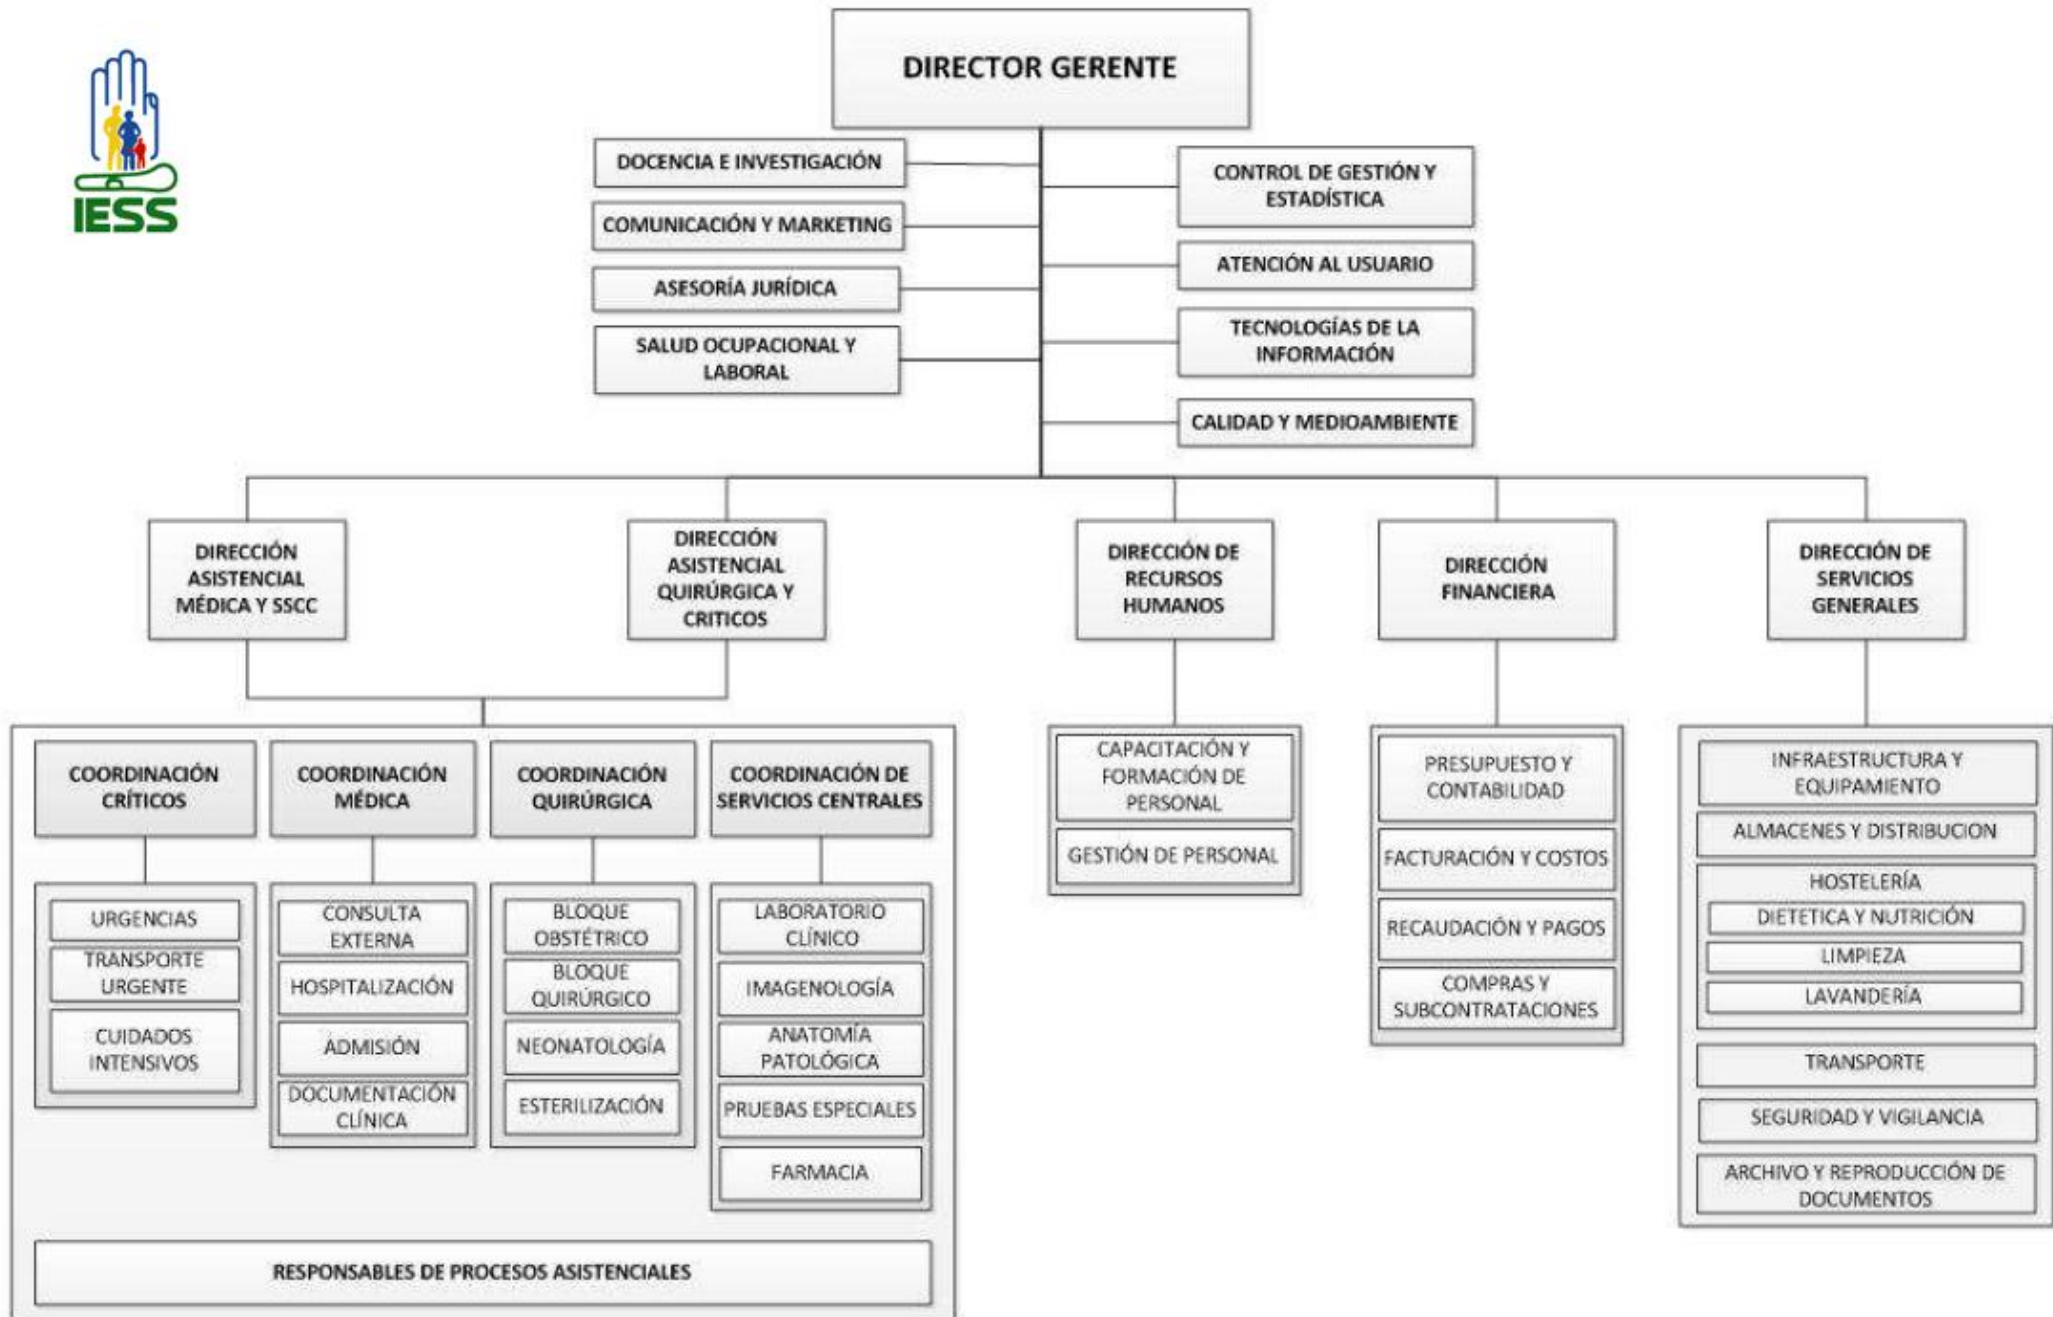 IESS
DIRECTOR GERENTE
DOCENCIA E INVESTIGACIÓN
COMUNICACIÓN Y MARKETING
ASESORÍA JURÍDICA
SALUD OCUPACIONAL Y
LABORAL
CONTROL DE GESTIÓN Y
ESTADÍSTICA
ATENCIÓN AL USUARIO
TECNOLOGÍAS DE LA
INFORMACIÓN
CALIDAD Y MEDIOAMBIENTE
DIRECCIÓN
ASISTENCIAL
MÉDICA Y SSCC
DIRECCIÓN
ASISTENCIAL
QUIRÚRGICA Y
CRITICOS
DIRECCIÓN DE
RECURSOS
HUMANOS
DIRECCIÓN
FINANCIERA
DIRECCIÓN DE
SERVICIOS
GENERALES
COORDINACIÓN
CRÍTICOS
URGENCIAS
TRANSPORTE
URGENTE
CUIDADOS
INTENSIVOS
COORDINACIÓN
MÉDICA
CONSULTA
EXTERNA
HOSPITALIZACIÓN
ADMISIÓN
DOCUMENTACIÓN
CLÍNICA
COORDINACIÓN
QUIRÚRGICA
BLOQUE
OBSTÉTRICO
BLOQUE
QUIRÚRGICO
NEONATOLOGÍA
ESTERILIZACIÓN
COORDINACIÓN DE
SERVICIOS CENTRALES
LABORATORIO
CLÍNICO
IMAGENOLOGÍA
ANATOMÍA
PATOLÓGICA
PRUEBAS ESPECIALES
FARMACIA
RESPONSABLES DE PROCESOS ASISTENCIALES
CAPACITACIÓN Y
FORMACIÓN DE
PERSONAL
GESTIÓN DE PERSONAL
PRESUPUESTO Y
CONTABILIDAD
FACTURACIÓN Y COSTOS
RECAUDACIÓN Y PAGOS
COMPRAS Y
SUBCONTRATACIONES
INFRAESTRUCTURA Y
EQUIPAMIENTO
ALMACENES Y DISTRIBUCION
HOSTELERÍA
DIETETICA Y NUTRICIÓN
LIMPIEZA
LAVANDERÍA
TRANSPORTE
SEGURIDAD Y VIGILANCIA
ARCHIVO Y REPRODUCCIÓN DE
DOCUMENTOS